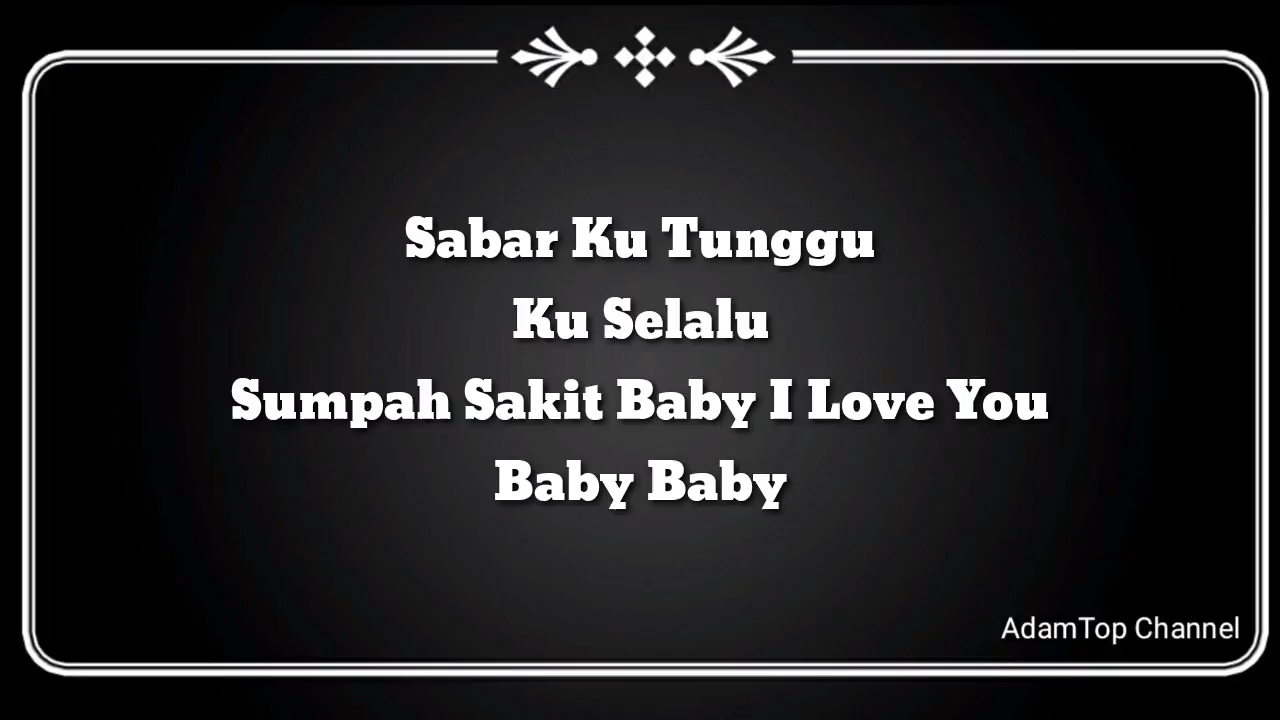 Sabar Ku Tunggu
Ku Selalu
Sumpah Sakit Baby I Love You
Baby Baby
AdamTop Channel